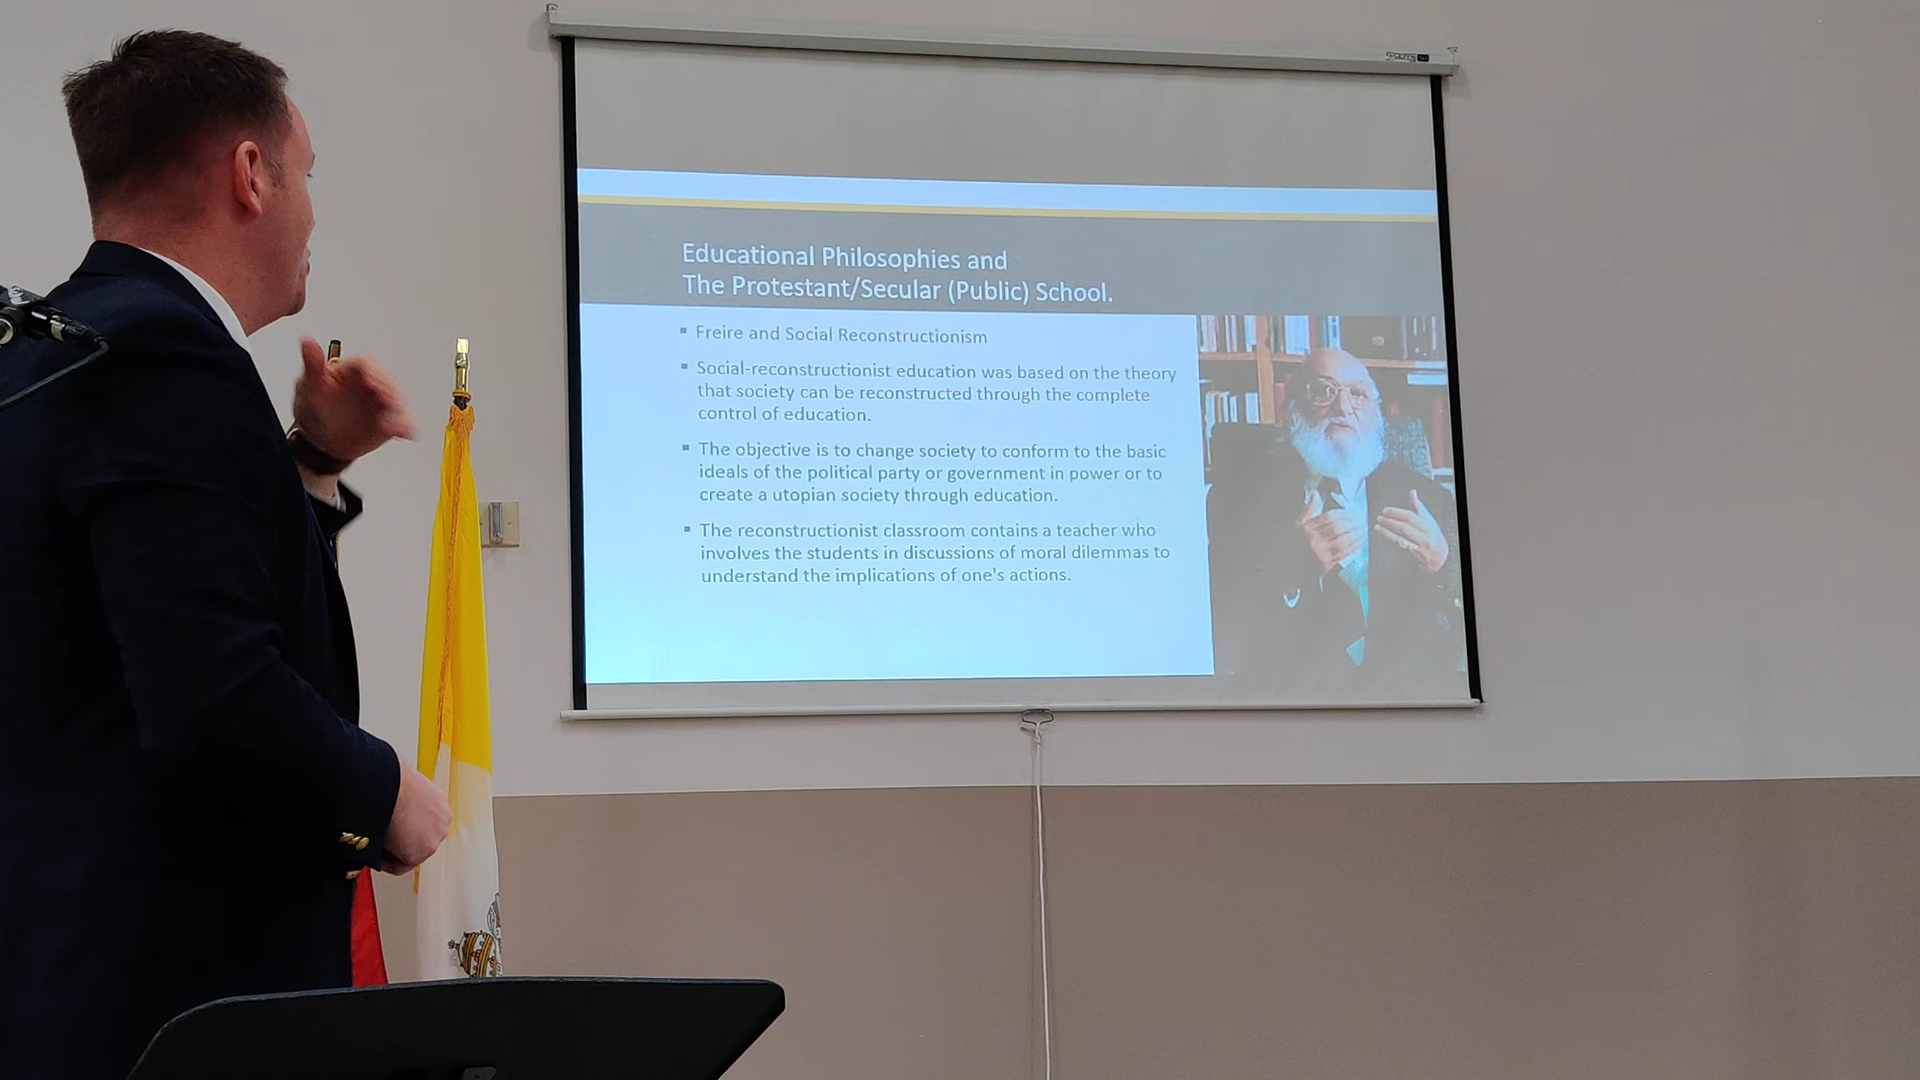 Educational Philosophies and
The Protestant/Secular (Public) School.
Freire and Social Reconstructionism
Social-reconstructionist education was based on the theory
that society can be reconstructed through the complete
control of education.
The objective is to change society to conform to the basic
ideals of the political party or government in power or to
create a utopian society through education.
The reconstructionist classroom contains a teacher who
involves the students in discussions of moral dilemmas to
understand the implications of one's actions.